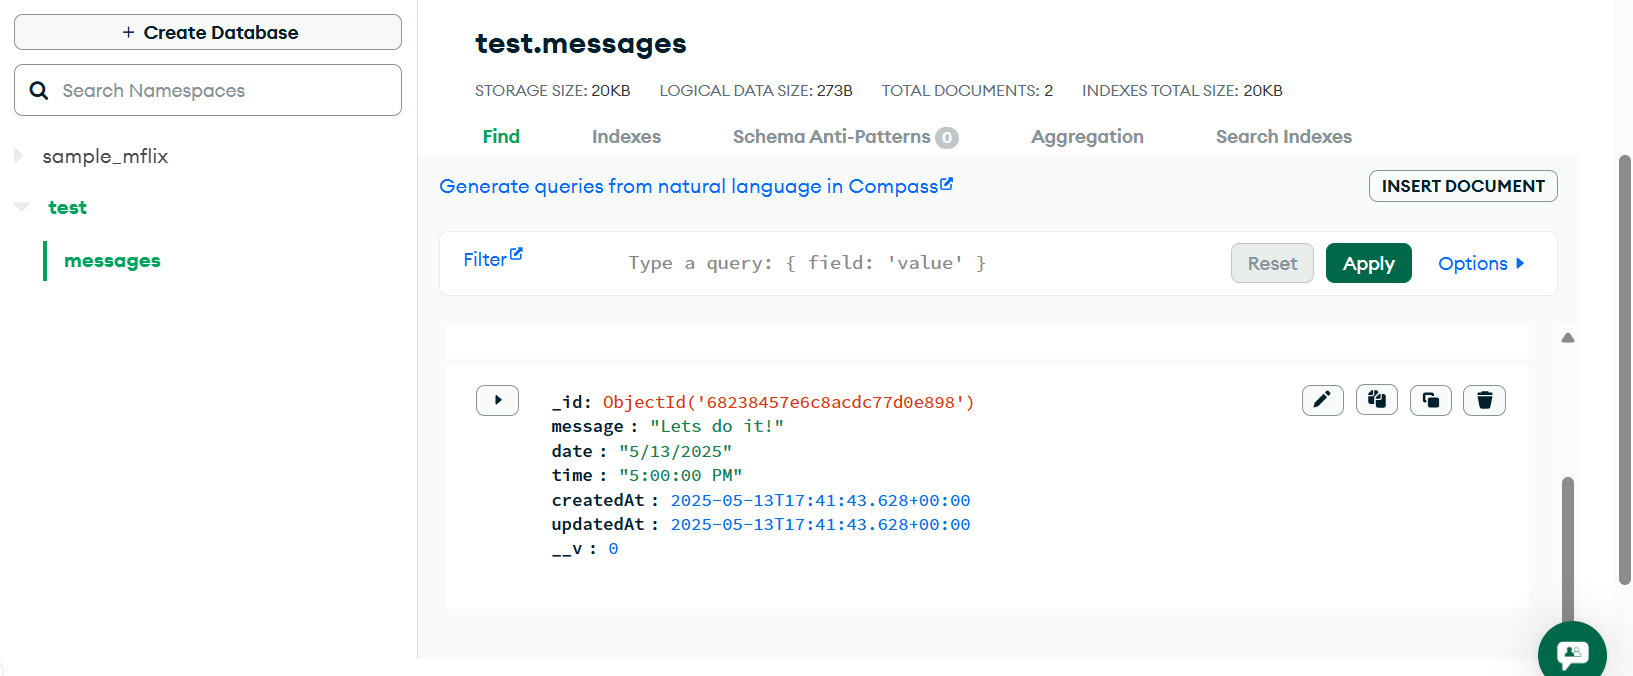 + Create Database
Search Namespaces
sample_mflix
test
messages
test.messages
STORAGE SIZE: 20KB LOGICAL DATA SIZE: 273B TOTAL DOCUMENTS: 2 INDEXES TOTAL SIZE: 20KB
Find Indexes Schema Anti-Patterns 0 Aggregation Search Indexes
Generate queries from natural language in Compass
INSERT DOCUMENT
Filter Type a query: { field: 'value' } Reset Apply Options
_id: ObjectId('68238457e6c8acdc77d0e898')
message : "Lets do it!"
date : "5/13/2025"
time : "5:00:00 PM"
createdAt : 2025-05-13T17:41:43.628+00:00
updatedAt : 2025-05-13T17:41:43.628+00:00
__v : 0